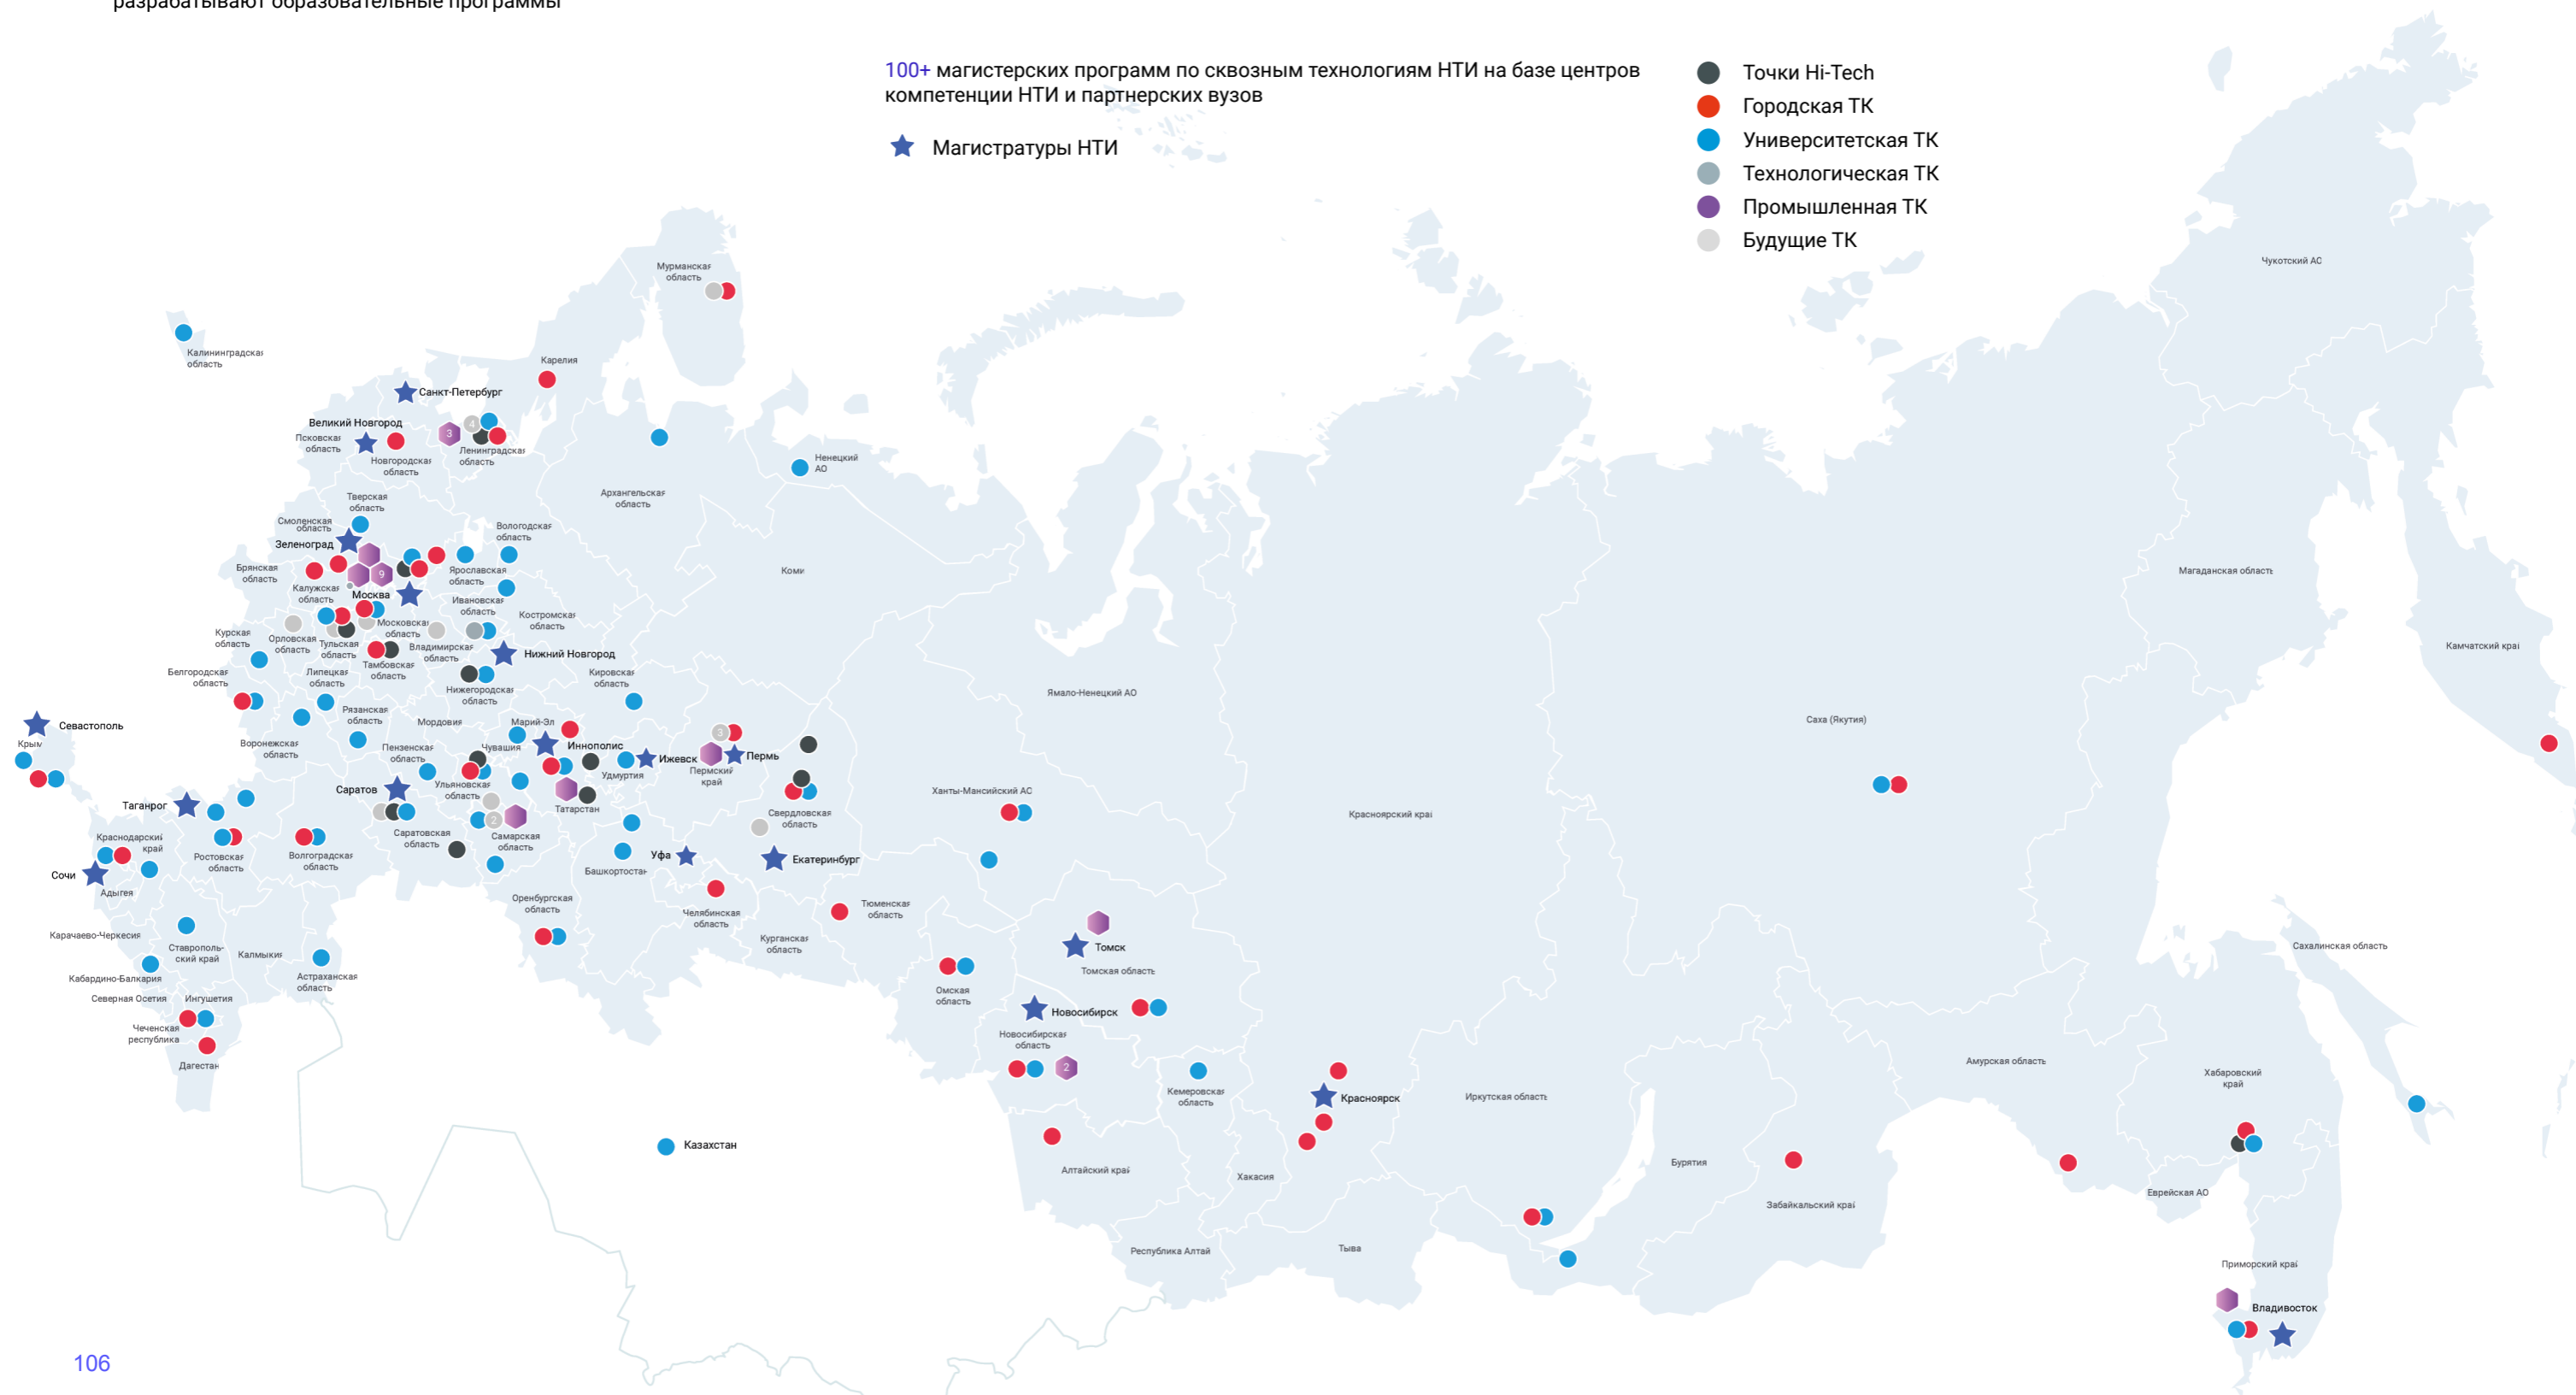 разрабатывают образовательные программы
100+ магистерских программ по сквозным технологиям НТИ на базе центров
компетенции НТИ и партнерских вузов
Магистратуры НТИ
Точки Hi-Tech
Городская ТК
Университетская ТК
Технологическая ТК
Промышленная ТК
Будущие ТК
Чукотский АО
Мурманская
область
Калининградская
область
Карелия
Санкт-Петербург
Великий Новгород
Псковская
область
Новгородская
область
3
4
Ленинградская
область
Ненецкий
АО
Архангельская
область
Тверская
область
Смоленская
область
Вологодская
область
Зеленоград
Брянская
область
9
Ярославская
область
Коми
Магаданская область
Калужская
область
Москва
Ивановская
область
Костромская
область
Курская
область
Орловская
область
Тульская
область
Московская
область
Владимирская
область
Тамбовская
область
Нижний Новгород
Камчатский край
Белгородская
область
Липецкая
область
Нижегородская
область
Кировская
область
Ямало-Ненецкий АО
Рязанская
область
Мордовия
Марий-Эл
Саха (Якутия)
Севастополь
Крым
Воронежская
область
Пензенская
область
Чувашия
Иннополис
Удмуртия
Ижевск
3
Пермь
Пермский
край
Саратов
Ульяновская
область
Татарстан
Ханты-Мансийский АО
Таганрог
Краснодарский
край
Ростовская
область
Волгоградская
область
Саратовская
область
2
Самарская
область
Свердловская
область
Красноярский край
Уфа
Башкортостан
Екатеринбург
Сочи
Адыгея
Оренбургская
область
Челябинская
область
Тюменская
область
Курганская
область
Карачаево-Черкесия
Ставрополь-
ский край
Калмыкия
Томск
Томская область
Сахалинская область
Кабардино-Балкария
Астраханская
область
Северная Осетия
Ингушетия
Омская
область
Новосибирск
Чеченская
республика
Новосибирская
область
Дагестан
2
Кемеровская
область
Красноярск
Иркутская область
Амурская область
Хабаровский
край
Казахстан
Алтайский край
Хакасия
Бурятия
Забайкальский край
Еврейская АО
Республика Алтай
Тыва
Приморский край
Владивосток
106